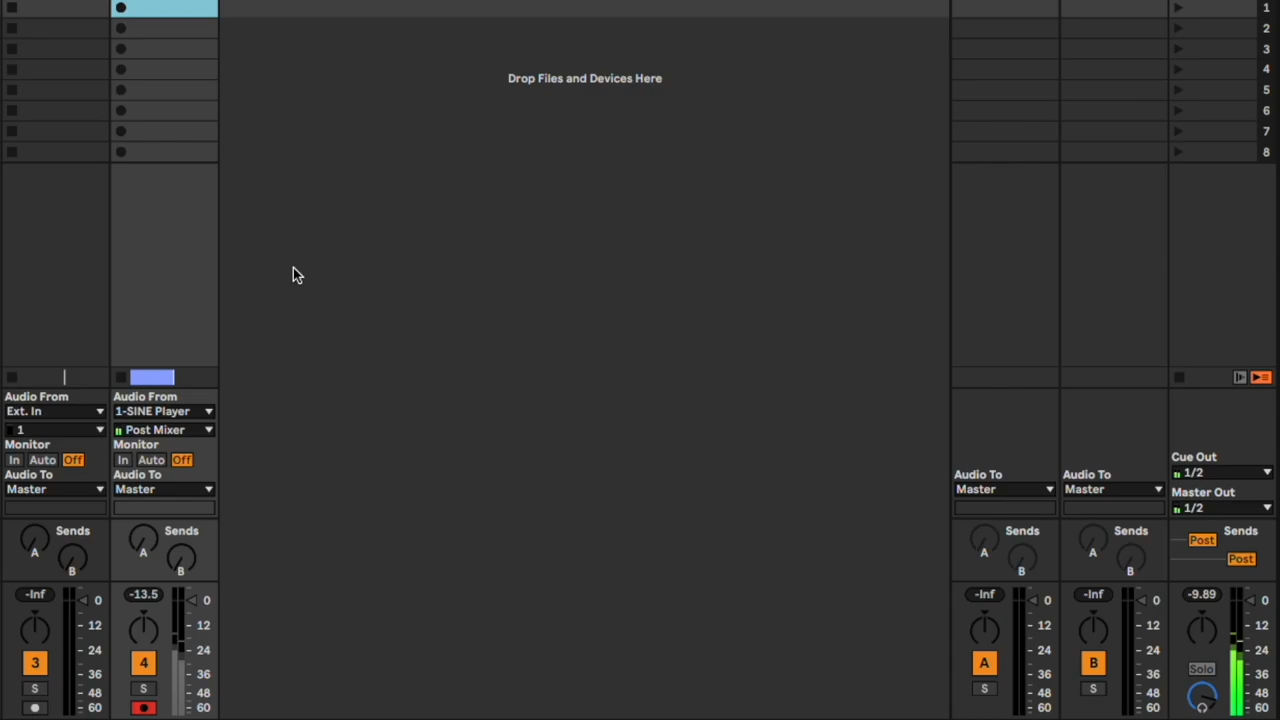 1
2
Drop Files and Devices Here
3
4
5
6
7
8
Audio From Audio From
Ext. In 1-SINE Player
1 Post Mixer
Monitor Monitor
In Auto Off In Auto Off
Cue Out
Audio To Audio To Audio To Audio To 1/2
Master Master Master Master Master Out
1/2
Sends Sends Sends Sends Sends
A A A A Post
B B B B Post
-Inf -13.5 -Inf -Inf -9.89
0 0 0 0 0
12 12 12 12 12
24 24 24 24 24
3 4 A B Solo
36 36 36 36 36
S S S S
48 48 48 48 48
60 60 60 60 60